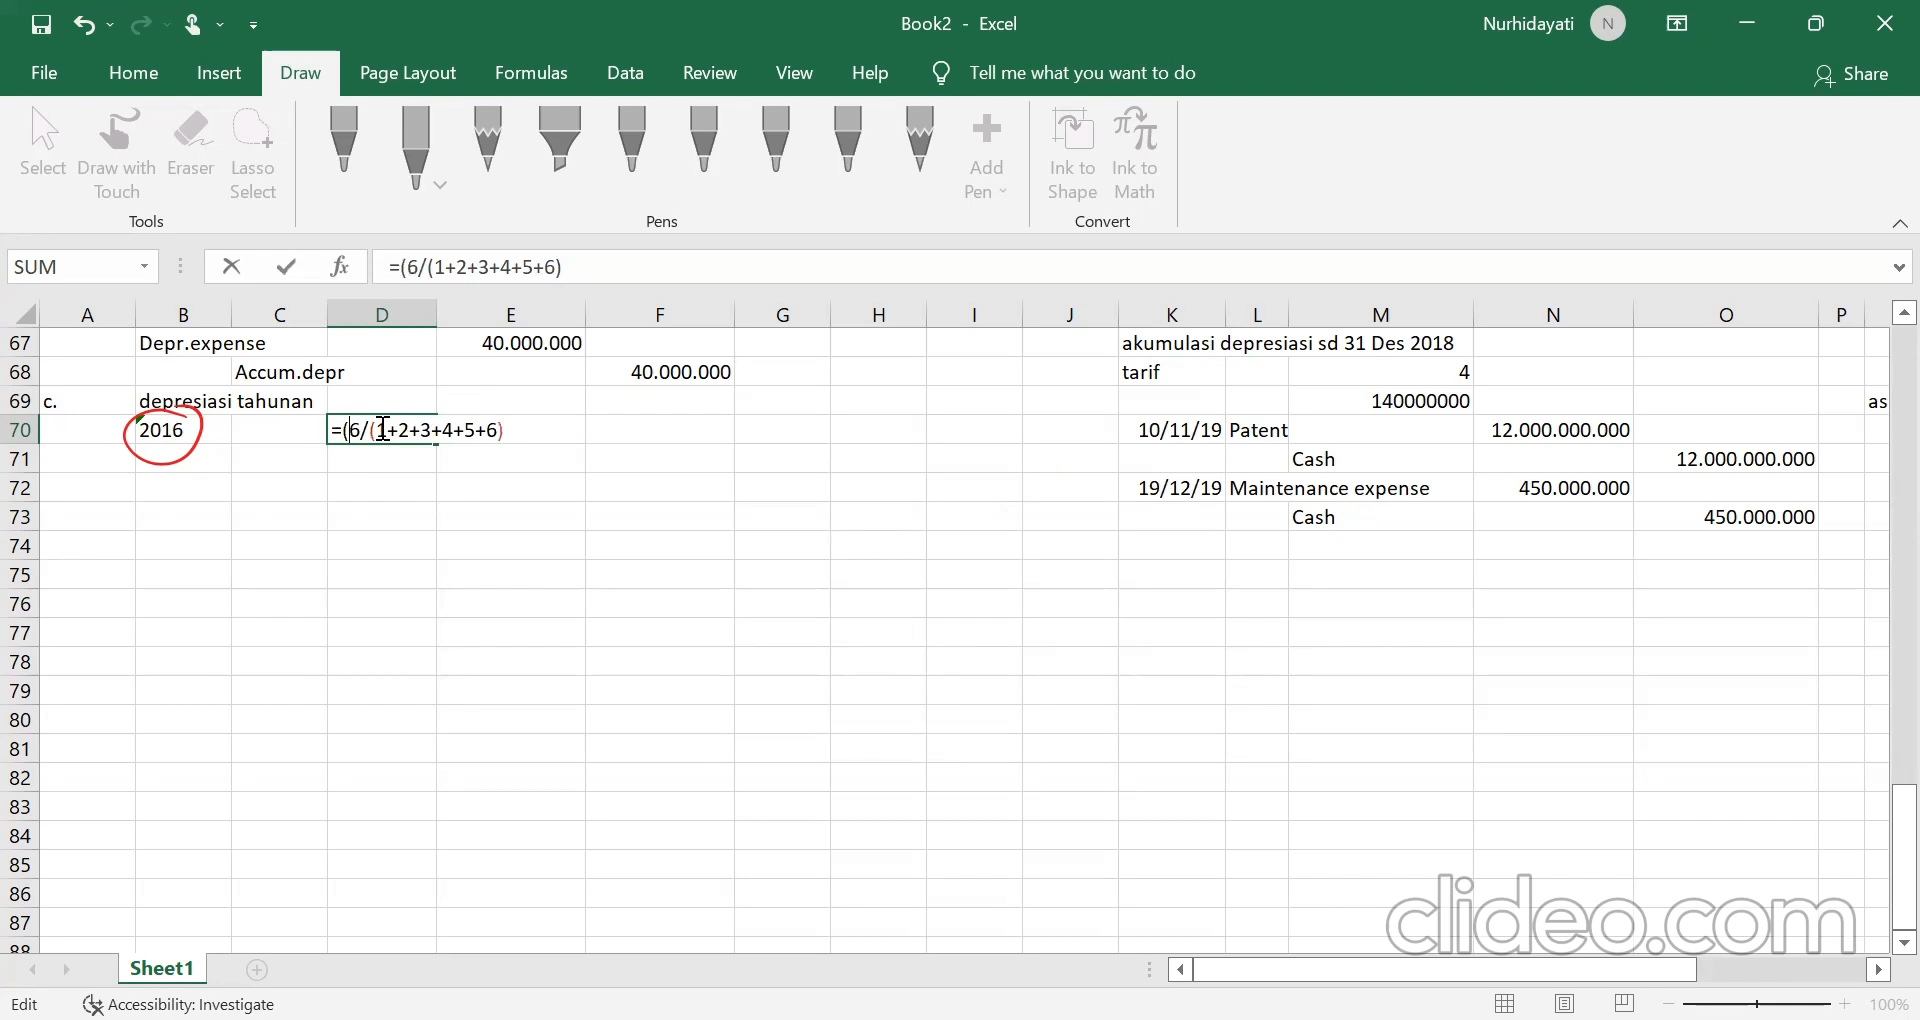 Book2 - Excel
Nurhidayati
N
File Home Insert Draw Page Layout Formulas Data Review View Help Tell me what you want to do
Share
Select
Draw with Touch
Eraser
Lasso Select
Add Pen
Ink to Shape
Ink to Math
Tools
Pens
Convert
SUM
fx
=(6/(1+2+3+4+5+6)
A B C D E F G H I J K L M N O P
67 Depr.expense 40.000.000 akumulasi depresiasi sd 31 Des 2018
68 Accum.depr 40.000.000 tarif 4
69 c. depresiasi tahunan 140000000 as
70 2016 =(6/(1+2+3+4+5+6) 10/11/19 Patent 12.000.000.000
71 Cash 12.000.000.000
72 19/12/19 Maintenance expense 450.000.000
73 Cash 450.000.000
74
75
76
77
78
79
80
81
82
83
84
85
86
87
88
clideo.com
Sheet1
Edit Accessibility: Investigate 100%